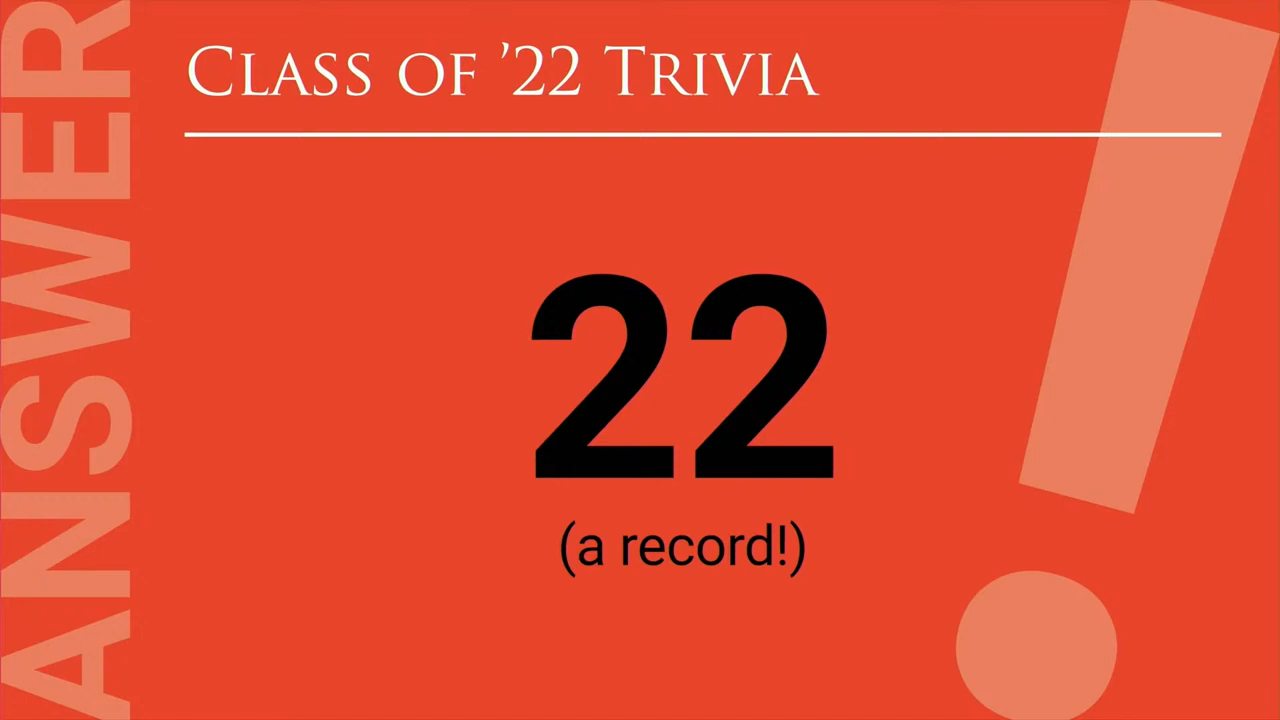 ANSWER
CLASS OF ’22 TRIVIA
22
(a record!)
!